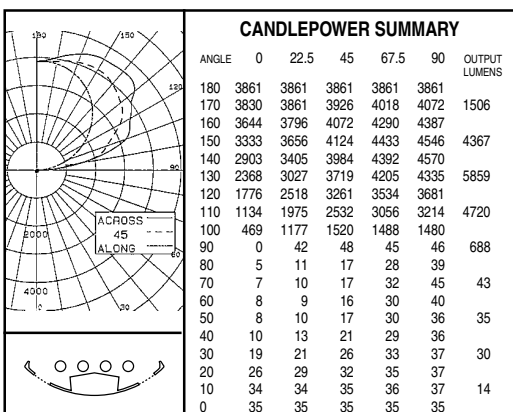 180
150
120
90
60
30
0
2000
4000
ACROSS
45
ALONG
CANDLEPOWER SUMMARY
ANGLE 0 22.5 45 67.5 90 OUTPUT
LUMENS
180 3861 3861 3861 3861 3861
170 3830 3861 3926 4018 4072 1506
160 3644 3796 4072 4290 4387
150 3333 3656 4124 4433 4546 4367
140 2903 3405 3984 4392 4570
130 2368 3027 3719 4205 4335 5859
120 1776 2518 3261 3534 3681
110 1134 1975 2532 3056 3214 4720
100 469 1177 1520 1488 1480
90 0 42 48 45 46 688
80 5 11 17 28 39
70 7 10 17 32 45 43
60 8 9 16 30 40
50 8 10 17 30 36 35
40 10 13 21 29 36
30 19 21 26 33 37 30
20 26 29 32 35 37
10 34 34 35 36 37 14
0 35 35 35 35 35